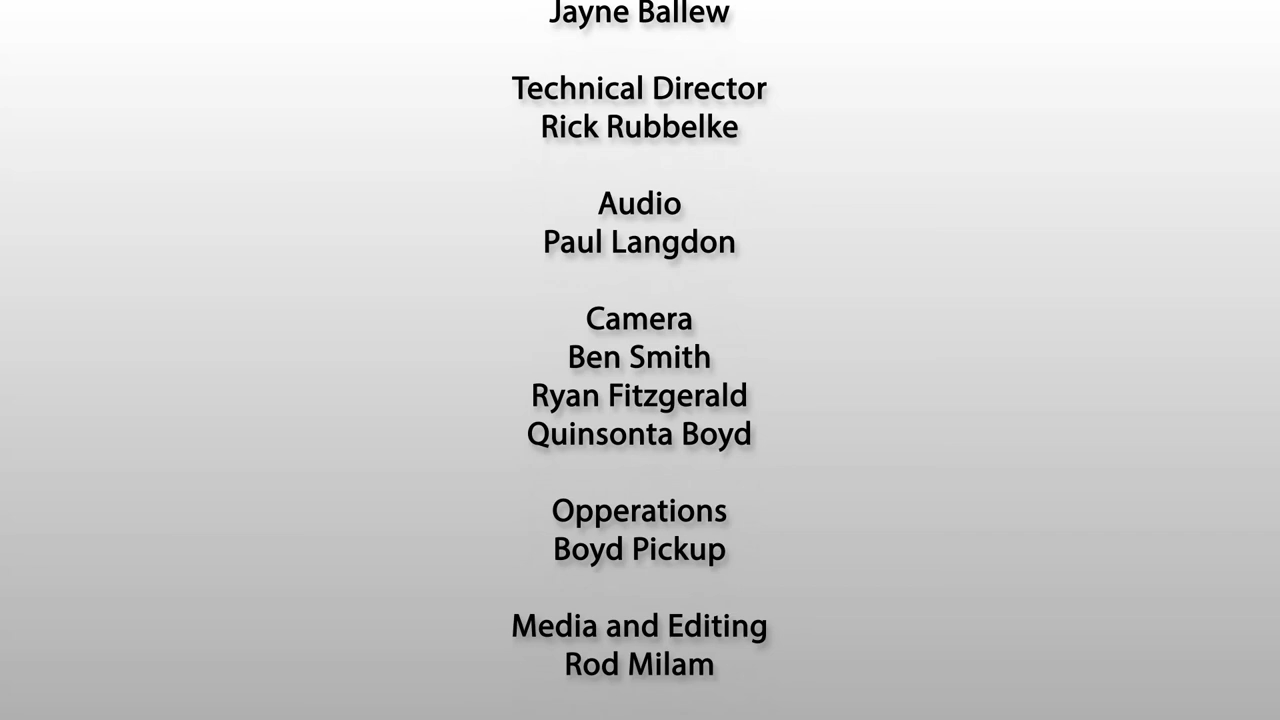 Jayne Ballew
Technical Director
Rick Rubbelke
Audio
Paul Langdon
Camera
Ben Smith
Ryan Fitzgerald
Quinsonta Boyd
Opperations
Boyd Pickup
Media and Editing
Rod Milam